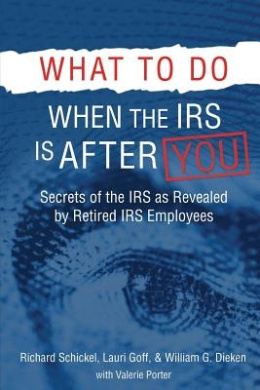 WHAT TO DO
WHEN THE IRS
IS AFTER YOU
Secrets of the IRS as Revealed
by Retired IRS Employees
Richard Schickel, Lauri Goff, & William G. Dieken
with Valerie Porter